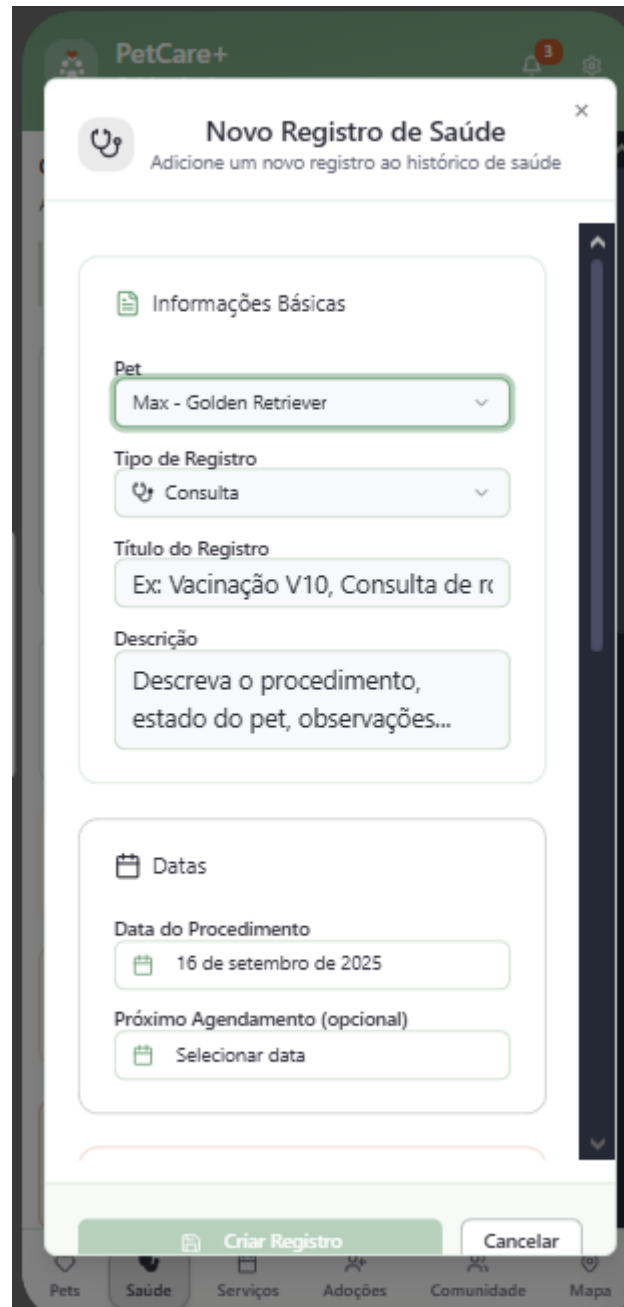 PetCare+
3
Novo Registro de Saúde
Adicione um novo registro ao histórico de saúde
Informações Básicas
Pet
Max - Golden Retriever
Tipo de Registro
Consulta
Título do Registro
Ex: Vacinação V10, Consulta de
Descrição
Descreva o procedimento,
estado do pet, observações...
Datas
Data do Procedimento
16 de setembro de 2025
Próximo Agendamento (opcional)
Selecionar data
Criar Registro
Cancelar
Pets
Saúde
Serviços
Adoções
Comunidade
Mapa